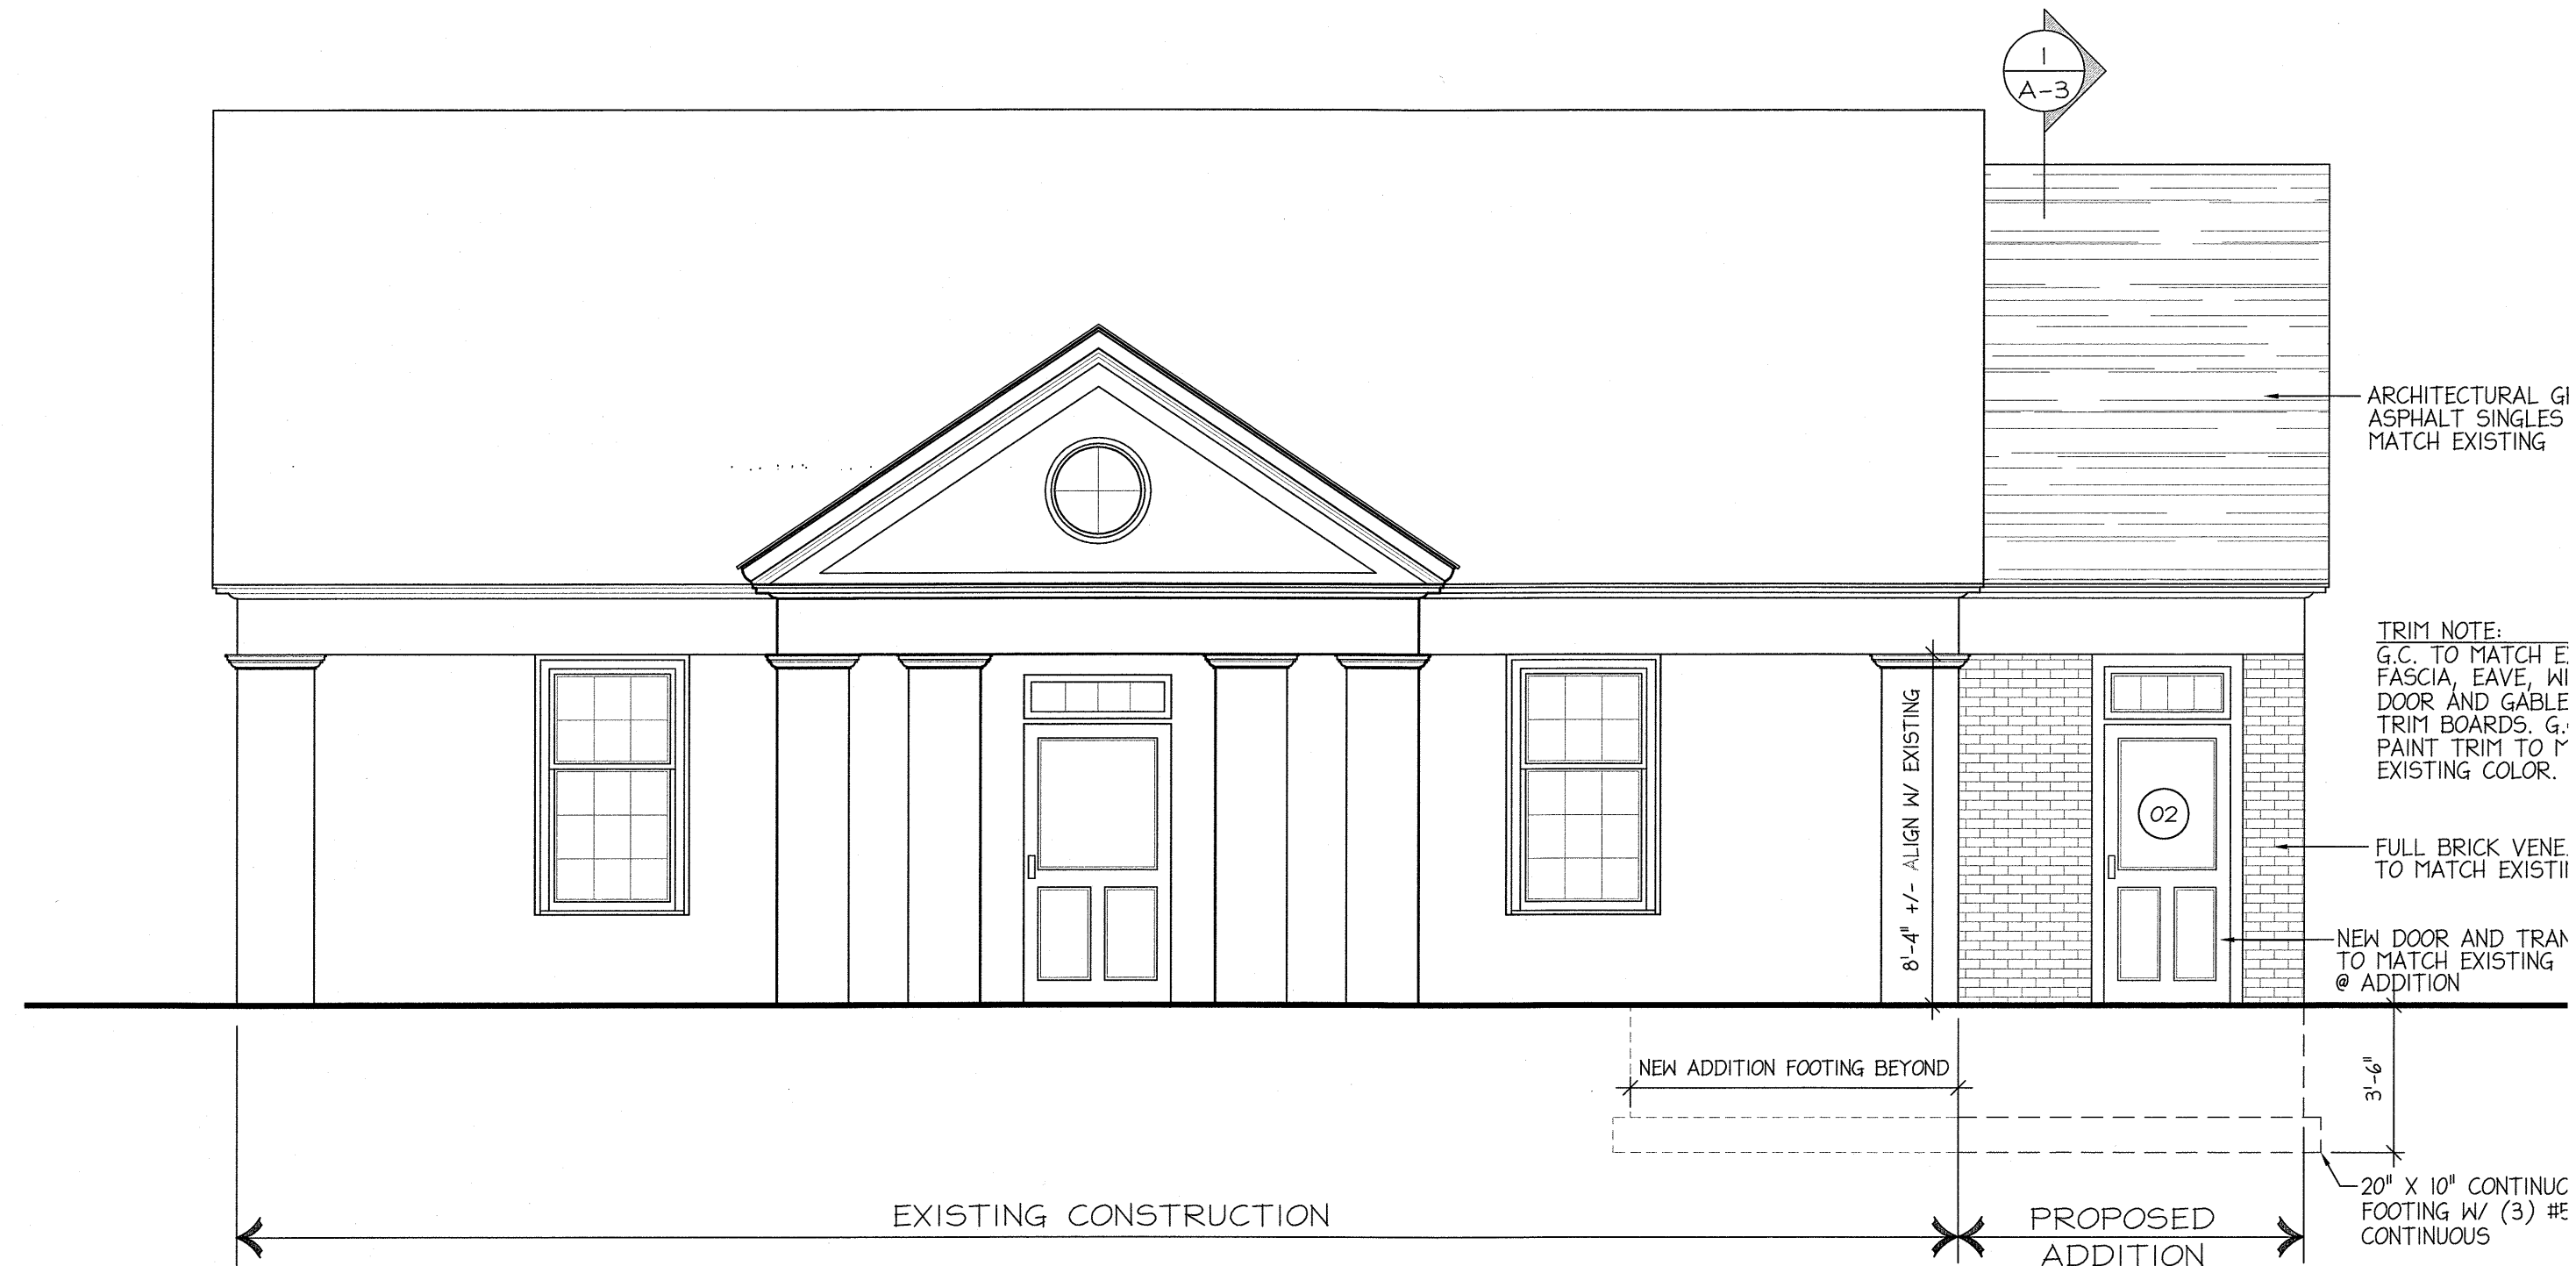 1
A-3
ARCHITECTURAL
ASPHALT SINGLES
MATCH EXISTING
TRIM NOTE:
G.C. TO MATCH
FASCIA, EAVE,
DOOR AND GABLE
TRIM BOARDS.
PAINT TRIM TO
EXISTING COLOR.
8'-4" +/- ALIGN W/ EXISTING
02
FULL BRICK
TO MATCH
NEW DOOR AND
TO MATCH EXISTING
@ ADDITION
NEW ADDITION FOOTING BEYOND
3'-6"
20" X 10"
FOOTING W/ (3)
CONTINUOUS
EXISTING CONSTRUCTION
PROPOSED
ADDITION